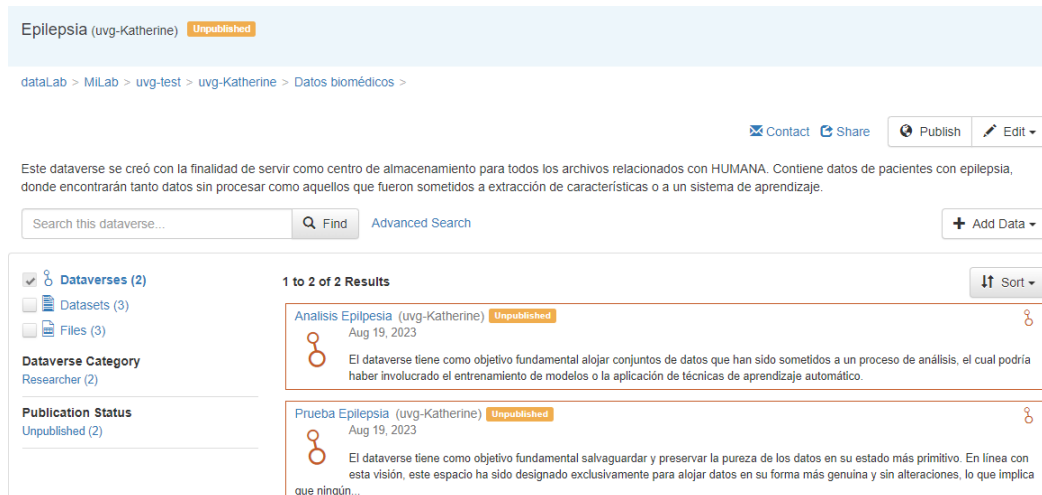 Epilepsia (uvg-Katherine) Unpublished
dataLab > MiLab > uvg-test > uvg-Katherine > Datos biomédicos >
Contact Share Publish Edit
Este dataverse se creó con la finalidad de servir como centro de almacenamiento para todos los archivos relacionados con HUMANA. Contiene datos de pacientes con epilepsia,
donde encontrarán tanto datos sin procesar como aquellos que fueron sometidos a extracción de características o a un sistema de aprendizaje.
Search this dataverse... Find Advanced Search Add Data
Dataverses (2)
Datasets (3)
Files (3)
Dataverse Category
Researcher (2)
Publication Status
Unpublished (2)
1 to 2 of 2 Results Sort
Analisis Epilpesia (uvg-Katherine) Unpublished
Aug 19, 2023
El dataverse tiene como objetivo fundamental alojar conjuntos de datos que han sido sometidos a un proceso de análisis, el cual podría
haber involucrado el entrenamiento de modelos o la aplicación de técnicas de aprendizaje automático.
Prueba Epilepsia (uvg-Katherine) Unpublished
Aug 19, 2023
El dataverse tiene como objetivo fundamental salvaguardar y preservar la pureza de los datos en su estado más primitivo. En línea con
esta visión, este espacio ha sido designado exclusivamente para alojar datos en su forma más genuina y sin alteraciones, lo que implica
que ningún...